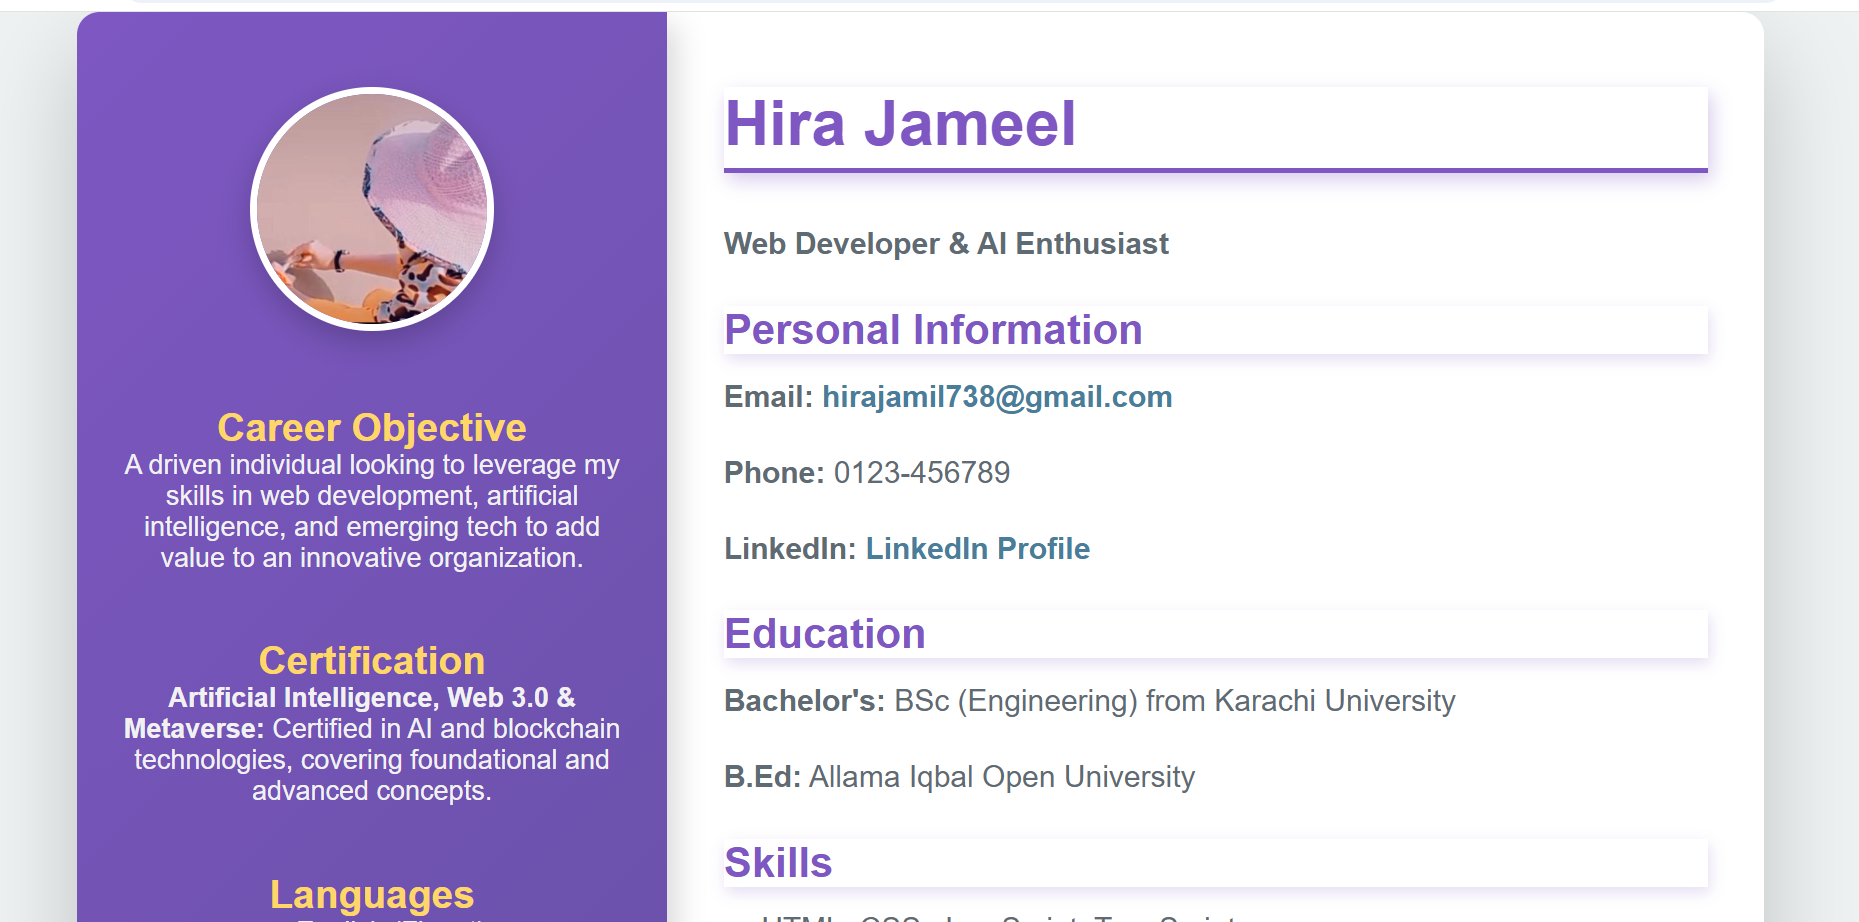 Career Objective
A driven individual looking to leverage my
skills in web development, artificial
intelligence, and emerging tech to add
value to an innovative organization.
Certification
Artificial Intelligence, Web 3.0 &
Metaverse: Certified in AI and blockchain
technologies, covering foundational and
advanced concepts.
Languages
Hira Jameel
Web Developer & AI Enthusiast
Personal Information
Email: hirajamil738@gmail.com
Phone: 0123-456789
LinkedIn: LinkedIn Profile
Education
Bachelor's: BSc (Engineering) from Karachi University
B.Ed: Allama Iqbal Open University
Skills